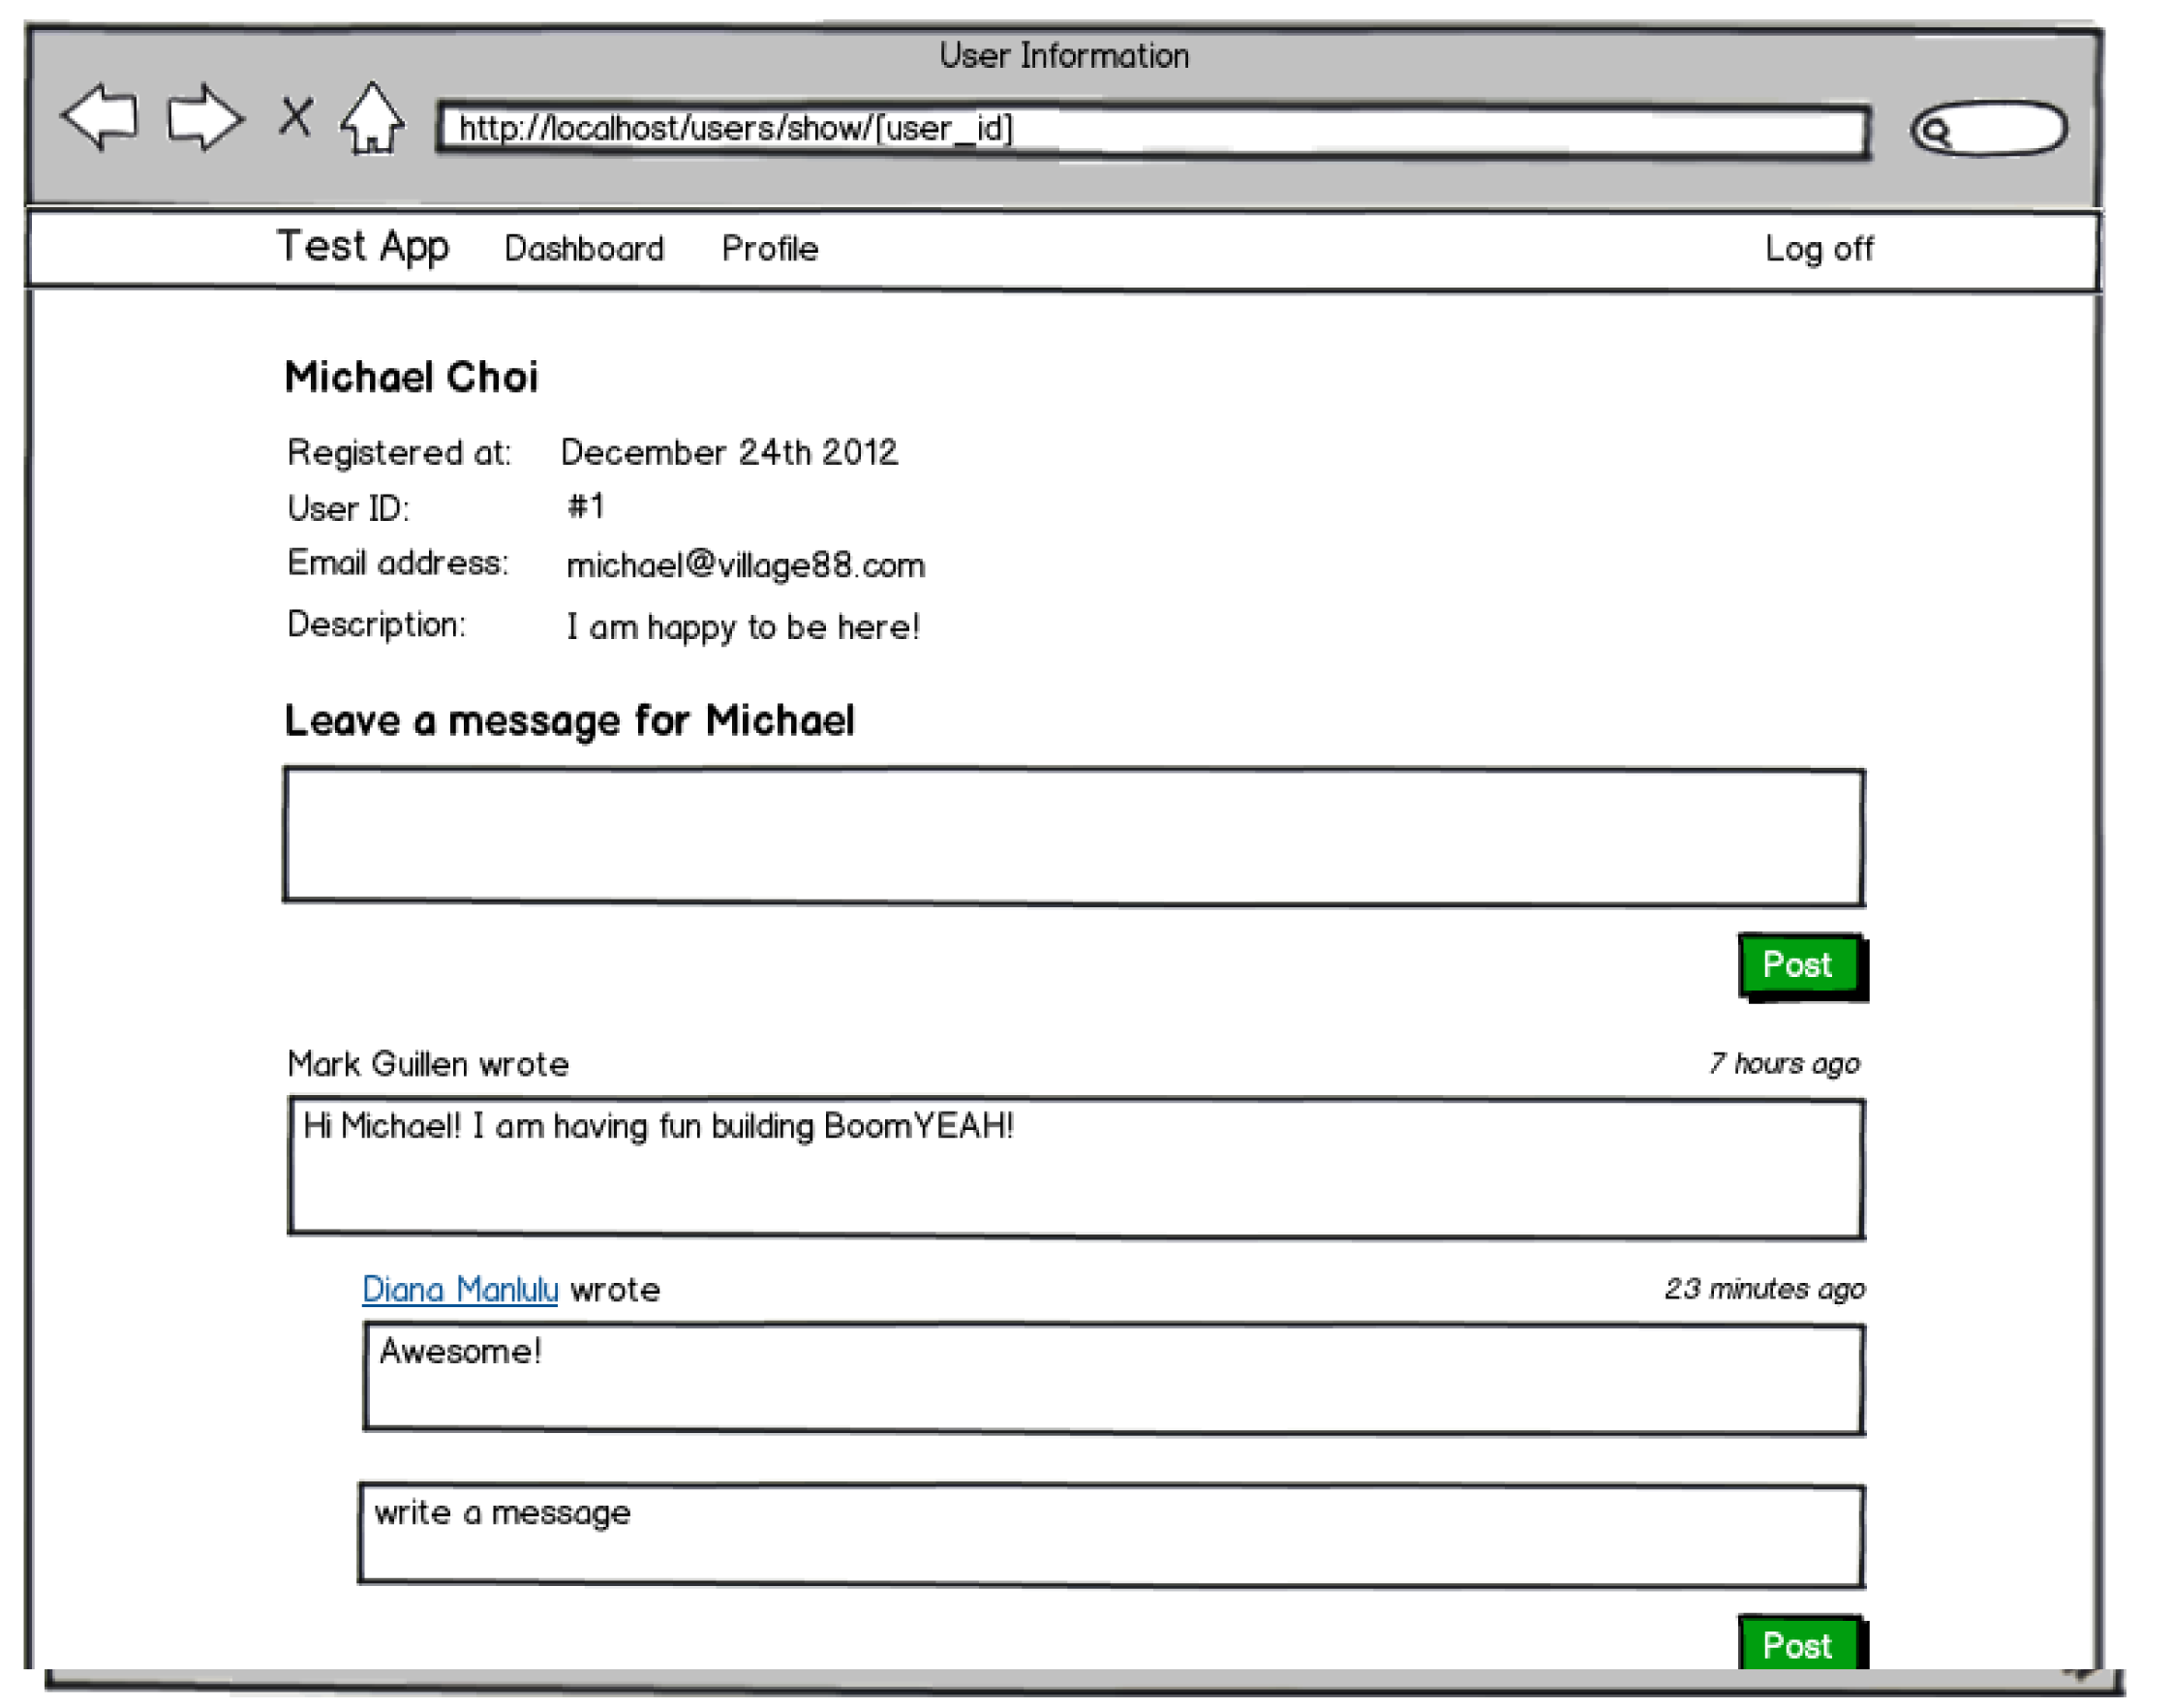 User Information
http://localhost/users/show/[user_id]
Test App Dashboard Profile Log off
Michael Choi
Registered at: December 24th 2012
User ID: #1
Email address: michael@village88.com
Description: I am happy to be here!
Leave a message for Michael
Post
Mark Guillen wrote 7 hours ago
Hi Michael! I am having fun building BoomYEAH!
Diana Manlulu wrote 23 minutes ago
Awesome!
write a message
Post